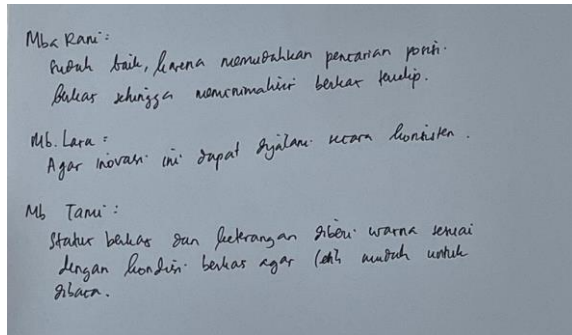 Mba Rani :
Sudah baik, karena memudahkan pencarian posisi
berkas sehingga meminimalisir berkas terselip.
Mb. Lara :
Agar inovasi ini dapat dijalani secara konsisten.
Mb Tami :
Status berkas dan keterangan diberi warna sesuai
dengan kondisi berkas agar lebih mudah untuk
dibaca.